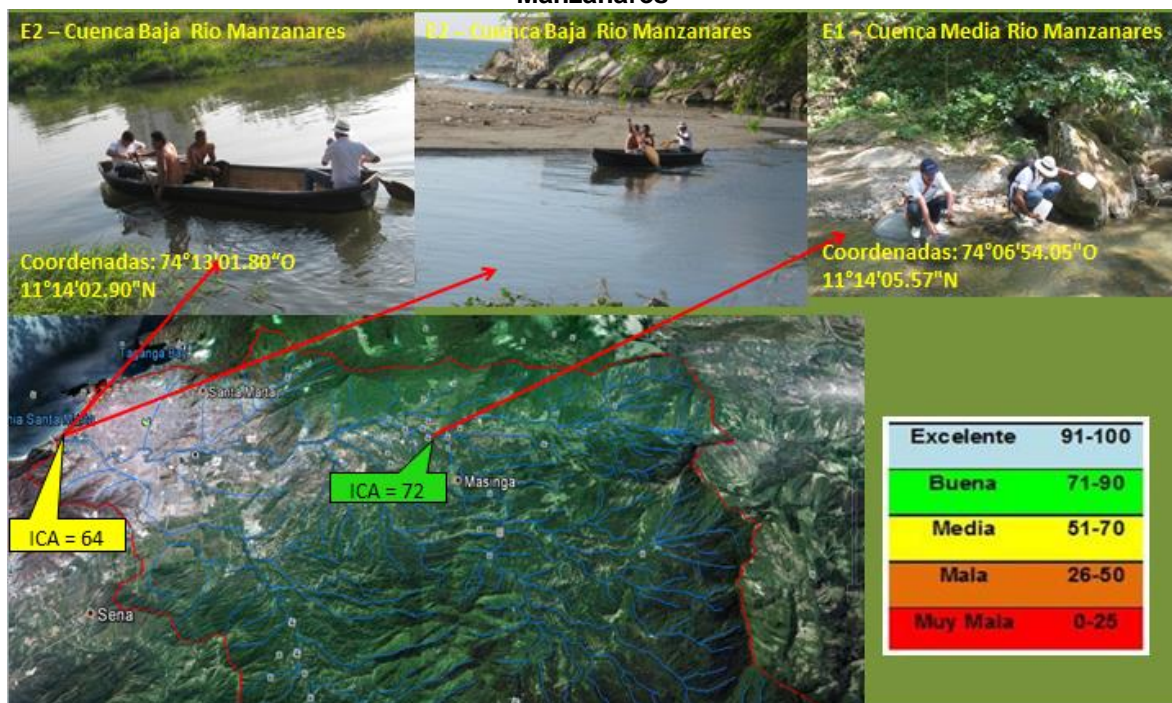 Manzanares
E2 – Cuenca Baja Rio Manzanares
E2 – Cuenca Baja Rio Manzanares
E1 – Cuenca Media Rio Manzanares
Coordenadas: 74°13'01.80"O
11°14'02.90"N
Coordenadas: 74°06'54.05"O
11°14'05.57"N
Taganga Bay
Santa Marta
Santa
Masinga
ICA = 72
ICA = 64
Sena
Excelente 91-100
Buena 71-90
Media 51-70
Mala 26-50
Muy Mala 0-25